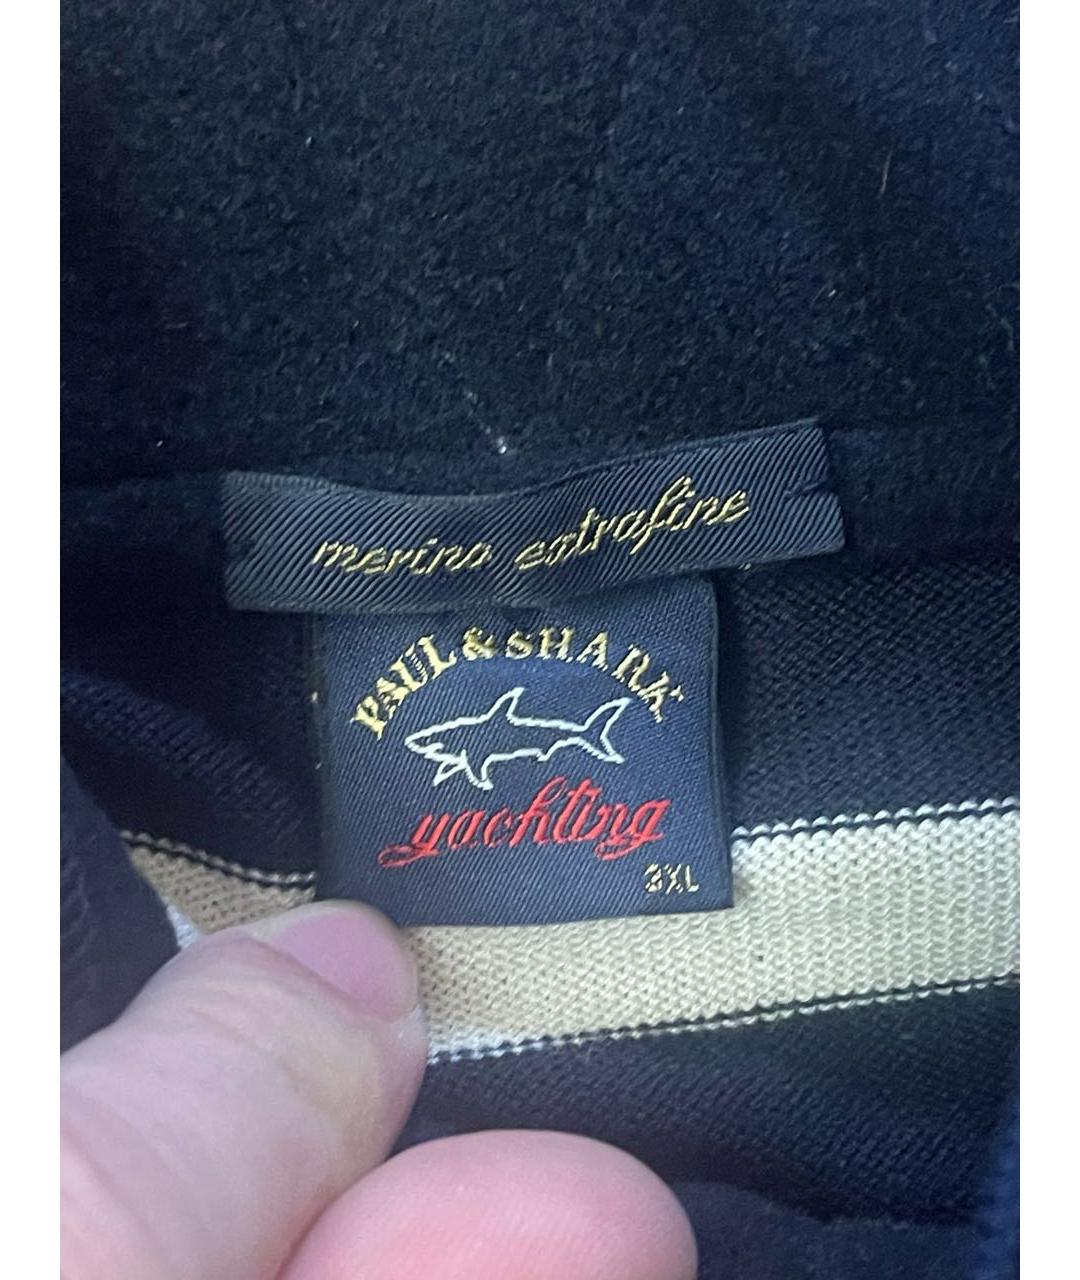 merino extrafine
PAUL & SHARK
yachting
3XL